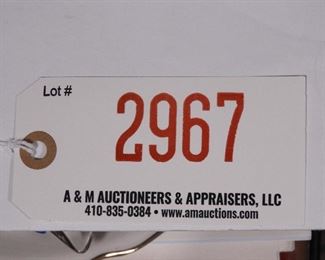 Lot #
2967
A & M AUCTIONEERS & APPRAISERS, LLC
410-835-0384 • www.amauctions.com